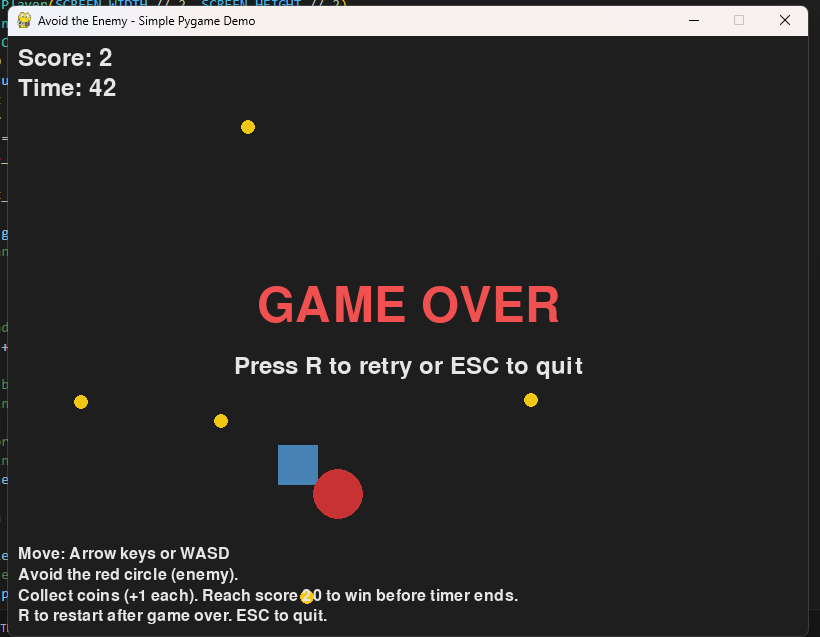 Avoid the Enemy - Simple Pygame Demo
Score: 2
Time: 42
GAME OVER
Press R to retry or ESC to quit
Move: Arrow keys or WASD
Avoid the red circle (enemy).
Collect coins (+1 each). Reach score 20 to win before timer ends.
R to restart after game over. ESC to quit.